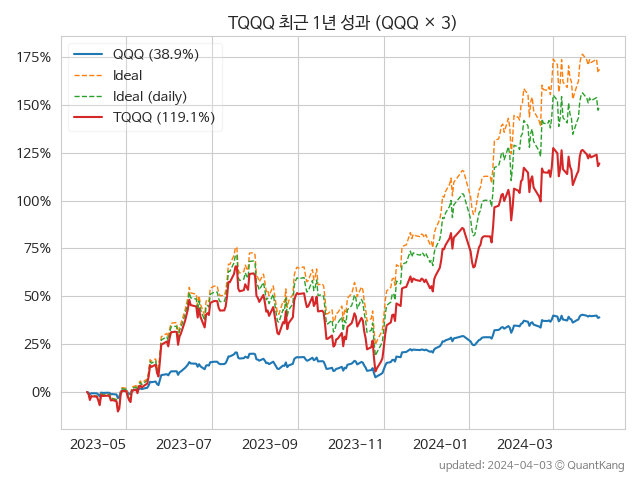 TQQQ 최근 1년 성과 (QQQ × 3)
QQQ (38.9%)
Ideal
Ideal (daily)
TQQQ (119.1%)
175%
150%
125%
100%
75%
50%
25%
0%
2023-05 2023-07 2023-09 2023-11 2024-01 2024-03
updated: 2024-04-03 © QuantKang